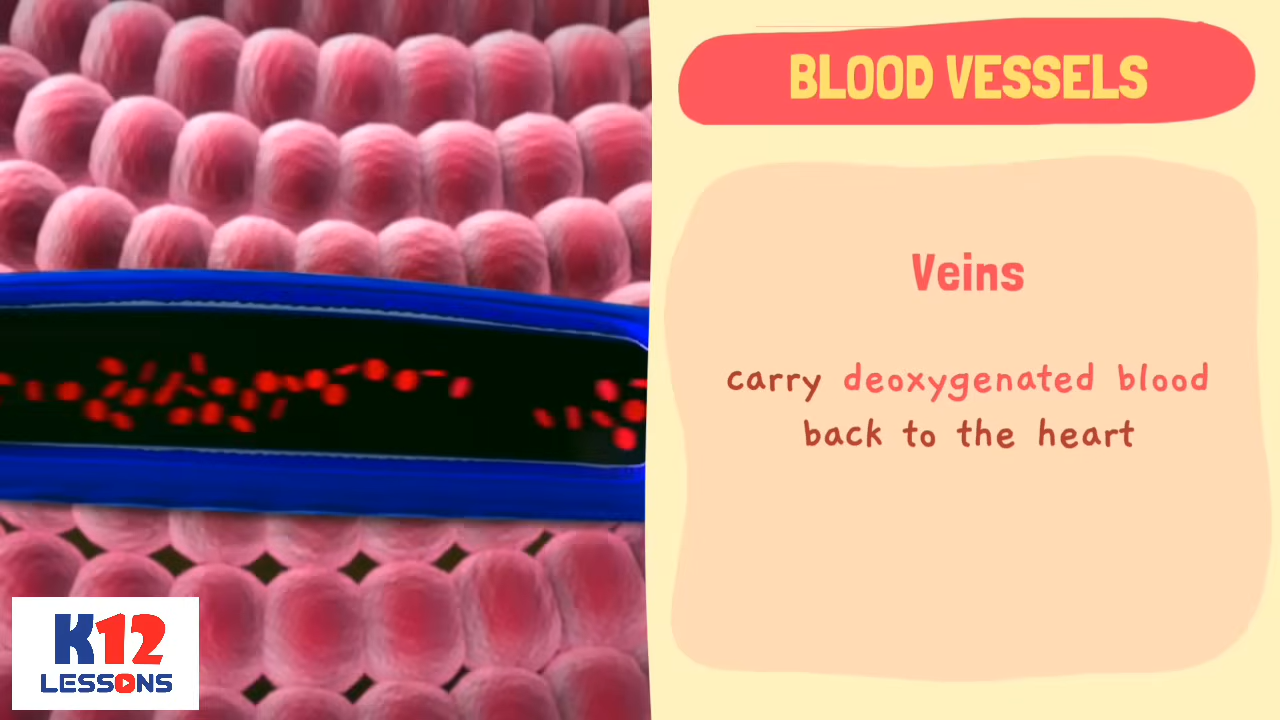 BLOOD VESSELS
Veins
carry deoxygenated blood
back to the heart
K12
LESSONS